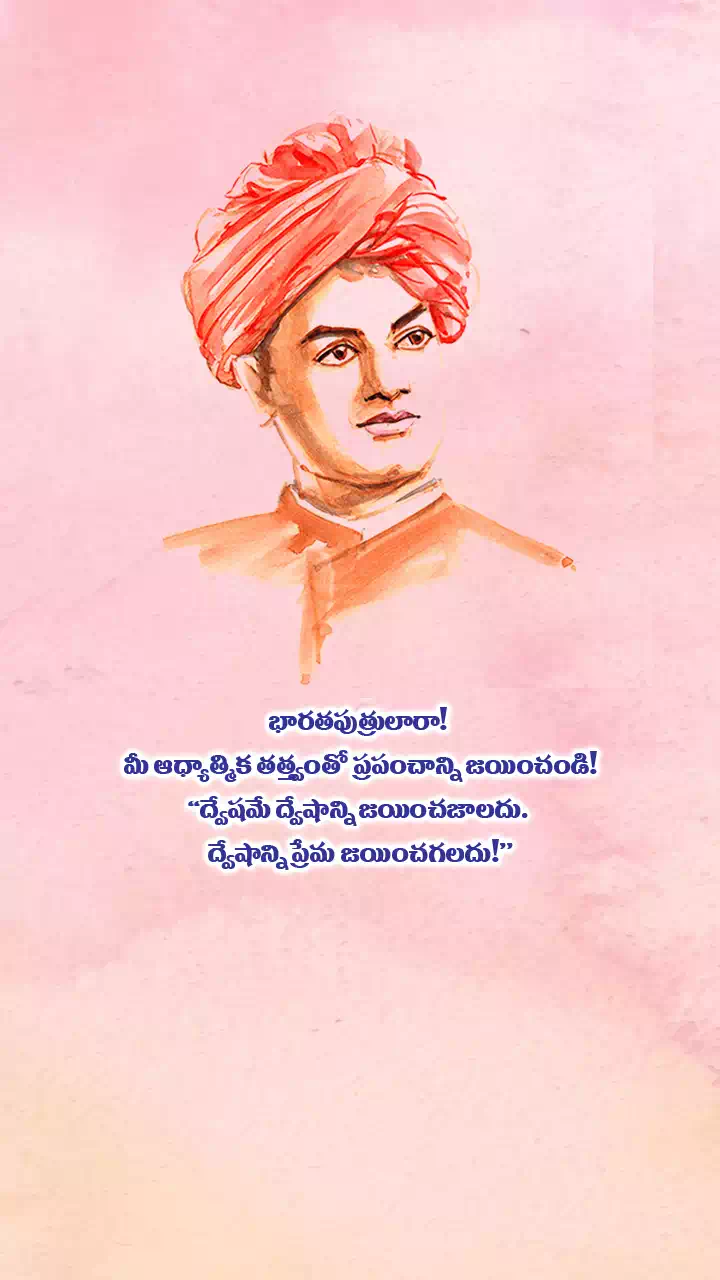 భారతపుత్రులారా!
మీ ఆధ్యాత్మిక తత్త్వంతో ప్రపంచాన్ని జయించండి!
“ద్వేషమే ద్వేషాన్ని జయించజాలదు.
ద్వేషాన్ని ప్రేమ జయించగలదు!”